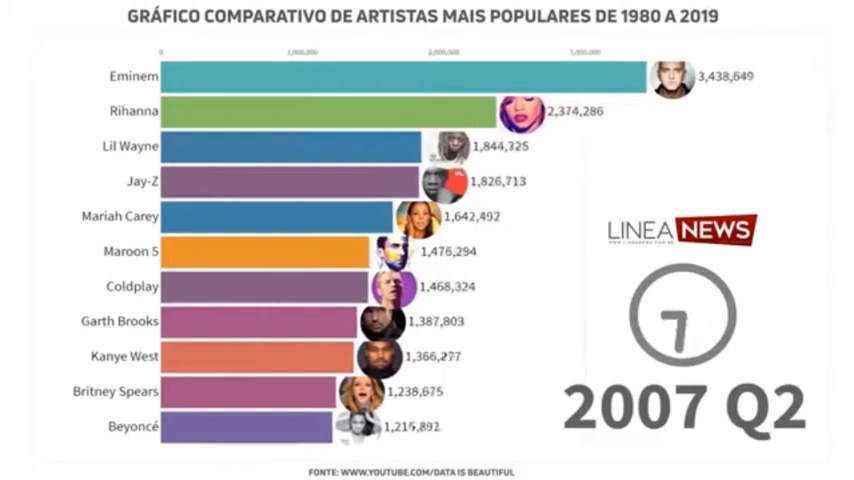 GRÁFICO COMPARATIVO DE ARTISTAS MAIS POPULARES DE 1980 A 2019
0 1,000,000 2,000,000 3,000,000
Eminem 3,438,649
Rihanna 2,374,286
Lil Wayne 1,844,325
Jay-Z 1,826,713
Mariah Carey 1,642,492
Maroon 5 1,476,294
Coldplay 1,468,324
Garth Brooks 1,387,803
Kanye West 1,366,277
Britney Spears 1,238,675
Beyoncé
LINEA NEWS
2007 Q2
FONTE: WWW.YOUTUBE.COM/DATA IS BEAUTIFUL